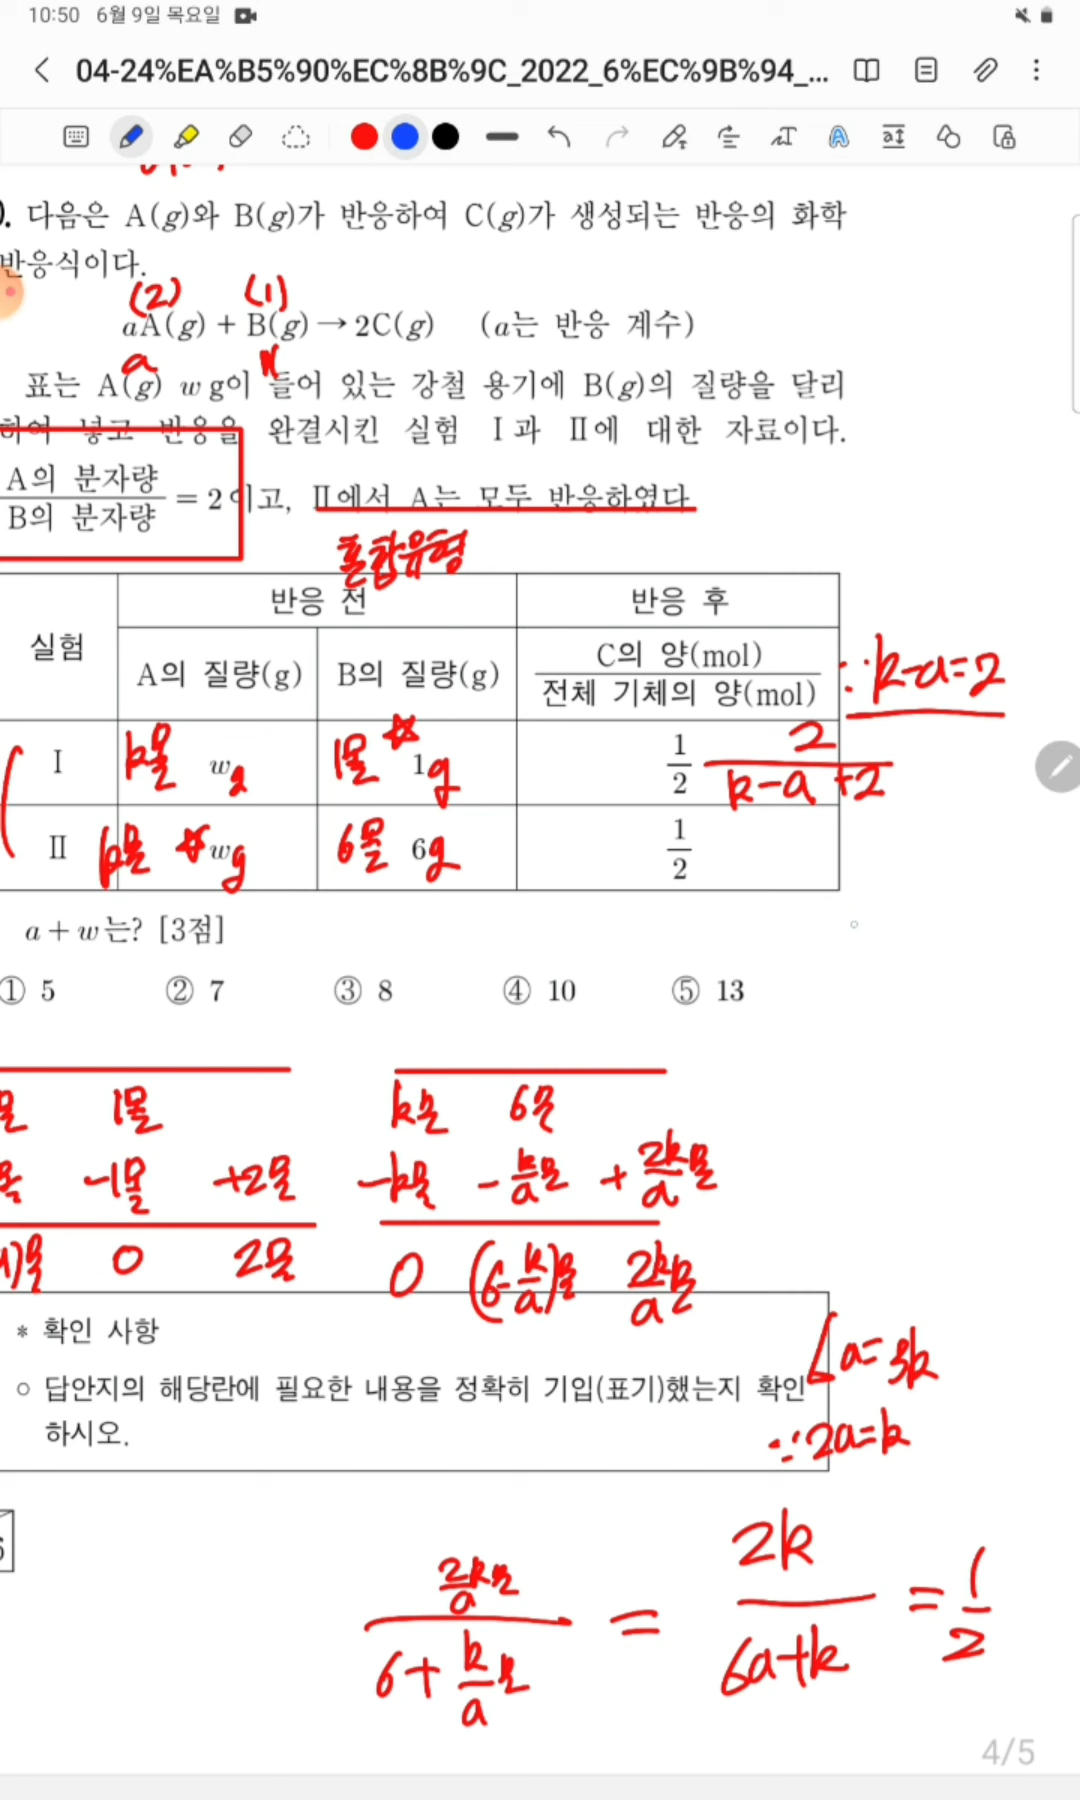 10:50 6월 9일 목요일
04-24%EA%B5%90%EC%8B%9C_2022_6%EC%9B%94_...
). 다음은 A(g)와 B(g)가 반응하여 C(g)가 생성되는 반응의 화학
반응식이다.
(2) (1)
aA(g) + B(g) → 2C(g) (a는 반응 계수)
a
표는 A(g) w g이 들어 있는 강철 용기에 B(g)의 질량을 달리
하여 넣고 반응을 완결시킨 실험 Ⅰ과 Ⅱ에 대한 자료이다.
A의 분자량
B의 분자량
= 2이고, Ⅱ에서 A는 모두 반응하였다
혼합유형
실험 반응 전 반응 후
A의 질량(g) B의 질량(g) C의 양(mol)
전체 기체의 양(mol)
∵k-a=2
Ⅰ k몰 w g 1몰 1g 1/2 2/(k-a+2)
Ⅱ k몰 w g 6몰 6g 1/2
a + w는? [3점]
① 5 ② 7 ③ 8 ④ 10 ⑤ 13
몰 1몰 k몰 6몰
-1몰 +2몰 -k몰 -k/a몰 +2k/a몰
0 2몰 0 (6-k/a)몰 2k/a몰
* 확인 사항
6a=3k
○ 답안지의 해당란에 필요한 내용을 정확히 기입(표기)했는지 확인
하시오.
∵2a=k
2k/a몰 / 6+k/a몰 = 2k/(6a+k) = 1/2
4/5